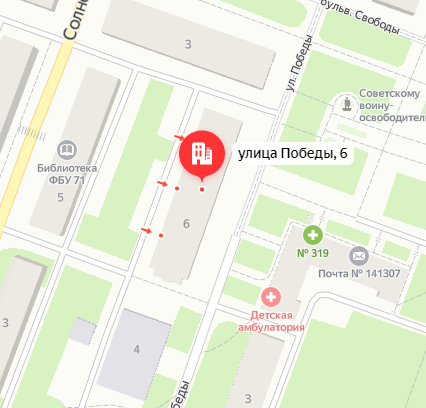 бульв. Свободы
Солн
3
ул. Победы
Советскому
воину-
освободител
улица Победы, 6
Библиотека
ФБУ 71
5
6
№ 319
Почта № 141307
Детская
амбулатория
3
4
3
беды